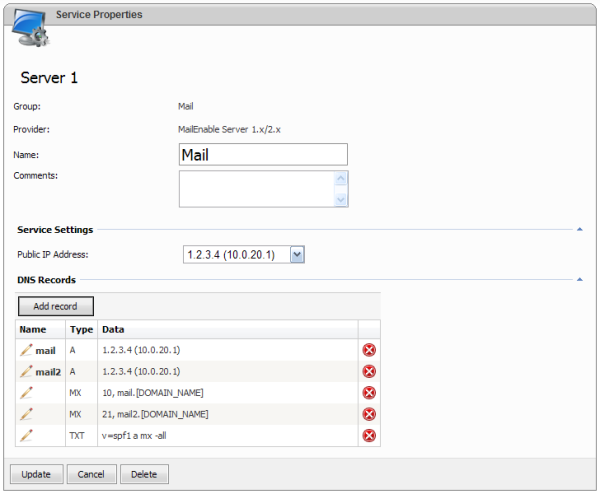 Service Properties
Server 1
Group: Mail
Provider: MailEnable Server 1.x/2.x
Name: Mail
Comments:
Service Settings
Public IP Address: 1.2.3.4 (10.0.20.1)
DNS Records
Add record
Name Type Data
mail A 1.2.3.4 (10.0.20.1)
mail2 A 1.2.3.4 (10.0.20.1)
MX 10, mail.[DOMAIN_NAME]
MX 21, mail2.[DOMAIN_NAME]
TXT v=spf1 a mx -all
Update Cancel Delete